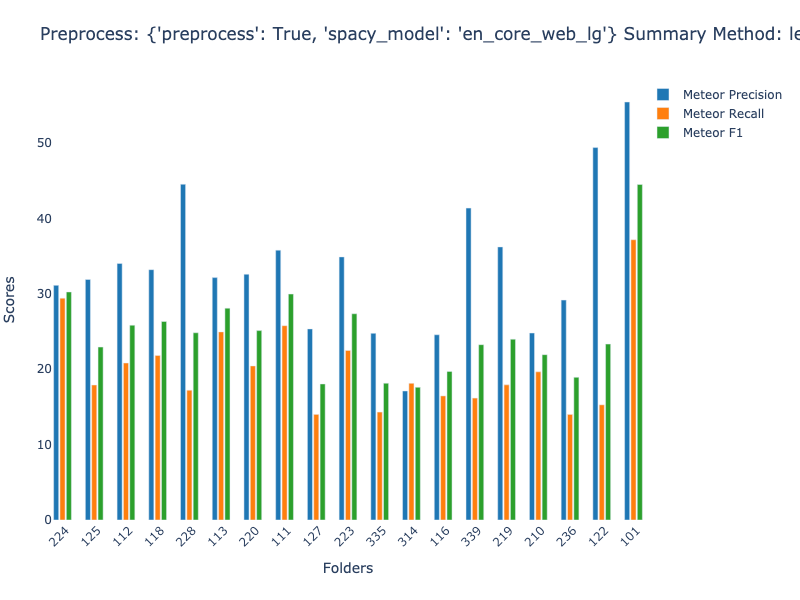 Preprocess: {'preprocess': True, 'spacy_model': 'en_core_web_lg'} Summary Method:
Meteor Precision
Meteor Recall
Meteor F1
Scores
50
40
30
20
10
0
224 125 112 118 228 113 220 111 127 223 335 314 116 339 219 210 236 122 101
Folders